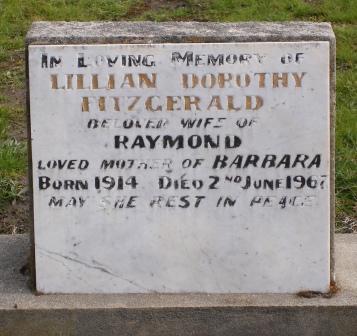 IN LOVING MEMORY OF
LILLIAN DOROTHY
FITZGERALD
BELOVED WIFE OF
RAYMOND
LOVED MOTHER OF BARBARA
BORN 1914 DIED 2ND JUNE 1967
MAY SHE REST IN PEACE